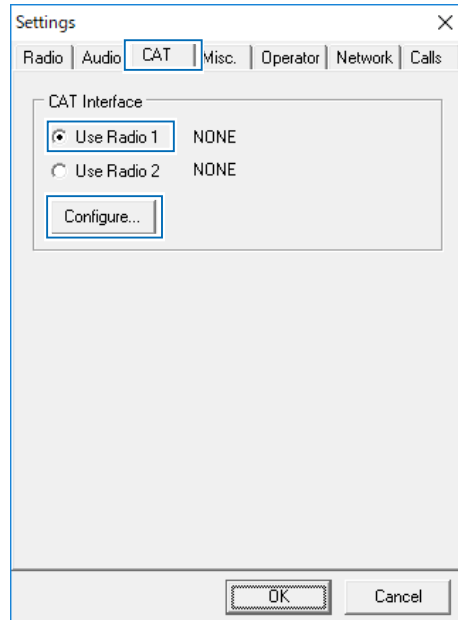 Settings
Radio Audio CAT Misc. Operator Network Calls
CAT Interface
Use Radio 1 NONE
Use Radio 2 NONE
Configure...
OK Cancel